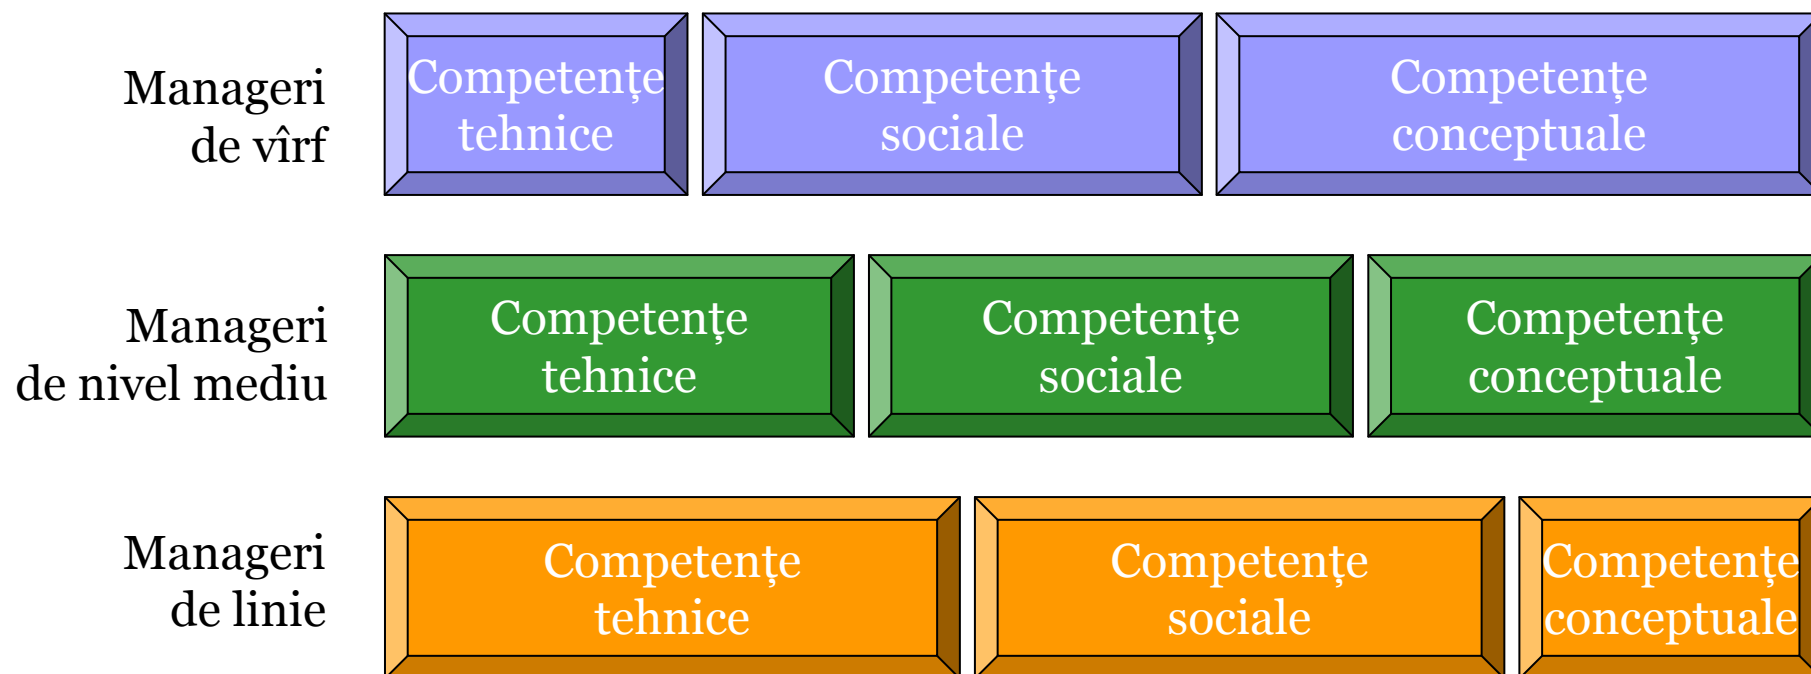 Manageri
de vîrf
Competențe
tehnice
Competențe
sociale
Competențe
conceptuale
Manageri
de nivel mediu
Competențe
tehnice
Competențe
sociale
Competențe
conceptuale
Manageri
de linie
Competențe
tehnice
Competențe
sociale
Competențe
conceptuale